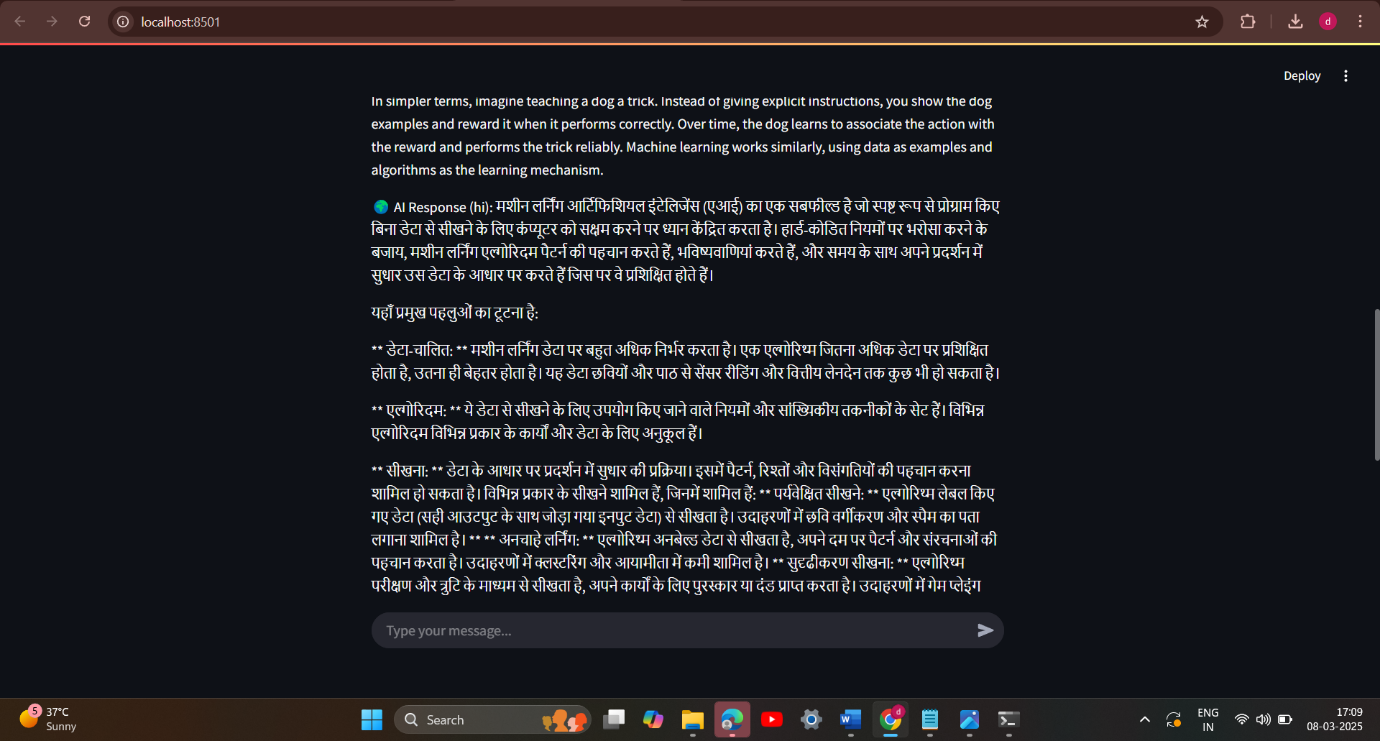 localhost:8501
d
Deploy
In simpler terms, imagine teaching a dog a trick. Instead of giving explicit instructions, you show the dog
examples and reward it when it performs correctly. Over time, the dog learns to associate the action with
the reward and performs the trick reliably. Machine learning works similarly, using data as examples and
algorithms as the learning mechanism.
AI Response (hi): मशीन लर्निंग आर्टिफिशियल इंटेलिजेंस (एआई) का एक सबफील्ड है जो स्पष्ट रूप से प्रोग्राम किए
बिना डेटा से सीखने के लिए कंप्यूटर को सक्षम करने पर ध्यान केंद्रित करता है। हार्ड-कोडित नियमों पर भरोसा करने के
बजाय, मशीन लर्निंग एल्गोरिदम पैटर्न की पहचान करते हैं, भविष्यवाणियां करते हैं, और समय के साथ अपने प्रदर्शन में
सुधार उस डेटा के आधार पर करते हैं जिस पर वे प्रशिक्षित होते हैं।
यहाँ प्रमुख पहलुओं का टूटना है:
** डेटा-चालित: ** मशीन लर्निंग डेटा पर बहुत अधिक निर्भर करता है। एक एल्गोरिथ्म जितना अधिक डेटा पर प्रशिक्षित
होता है, उतना ही बेहतर होता है। यह डेटा छवियों और पाठ से सेंसर रीडिंग और वित्तीय लेनदेन तक कुछ भी हो सकता है।
** एल्गोरिदम: ** ये डेटा से सीखने के लिए उपयोग किए जाने वाले नियमों और सांख्यिकीय तकनीकों के सेट हैं। विभिन्न
एल्गोरिदम विभिन्न प्रकार के कार्यों और डेटा के लिए अनुकूल हैं।
** सीखना: ** डेटा के आधार पर प्रदर्शन में सुधार की प्रक्रिया। इसमें पैटर्न, रिश्तों और विसंगतियों की पहचान करना
शामिल हो सकता है। विभिन्न प्रकार के सीखने शामिल हैं, जिनमें शामिल हैं: ** पर्यवेक्षित सीखने: ** एल्गोरिथ्म लेबल किए
गए डेटा (सही आउटपुट के साथ जोड़ा गया इनपुट डेटा) से सीखता है। उदाहरणों में छवि वर्गीकरण और स्पैम का पता
लगाना शामिल है। ** ** अनचाहे लर्निंग: ** एल्गोरिथ्म अनबेल्ड डेटा से सीखता है, अपने दम पर पैटर्न और संरचनाओं की
पहचान करता है। उदाहरणों में क्लस्टरिंग और आयामीता में कमी शामिल है। ** सुदृढीकरण सीखना: ** एल्गोरिथ्म
परीक्षण और त्रुटि के माध्यम से सीखता है, अपने कार्यों के लिए पुरस्कार या दंड प्राप्त करता है। उदाहरणों में गेम प्लेइंग
Type your message...
5
37°C
Sunny
Search
d
ENG
IN
17:09
08-03-2025